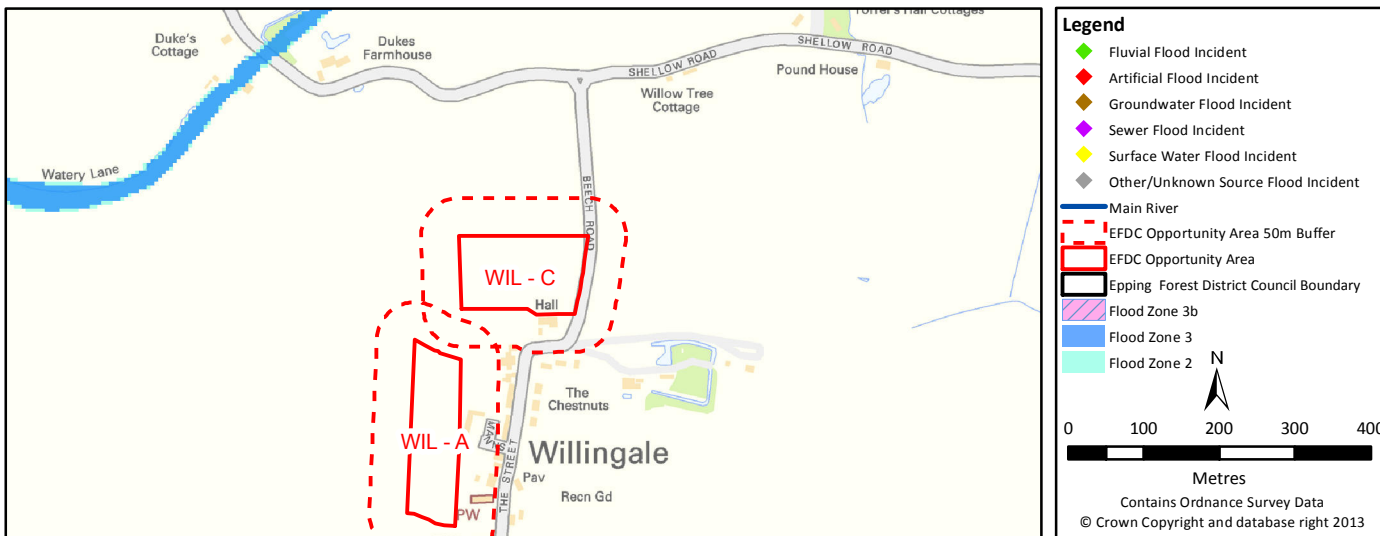 Torrel's Hall Cottages
Duke's
Cottage
Dukes
Farmhouse
SHELLOW ROAD
SHELLOW ROAD
Pound House
Willow Tree
Cottage
Watery Lane
BEECH ROAD
WIL - C
Hall
The
Chestnuts
WIL - A
Willingale
THE STREET
Pav
Recn Gd
PW
Legend
Fluvial Flood Incident
Artificial Flood Incident
Groundwater Flood Incident
Sewer Flood Incident
Surface Water Flood Incident
Other/Unknown Source Flood Incident
Main River
EFDC Opportunity Area 50m Buffer
EFDC Opportunity Area
Epping Forest District Council Boundary
Flood Zone 3b
Flood Zone 3
Flood Zone 2
N
0 100 200 300 400
Metres
Contains Ordnance Survey Data
© Crown Copyright and database right 2013